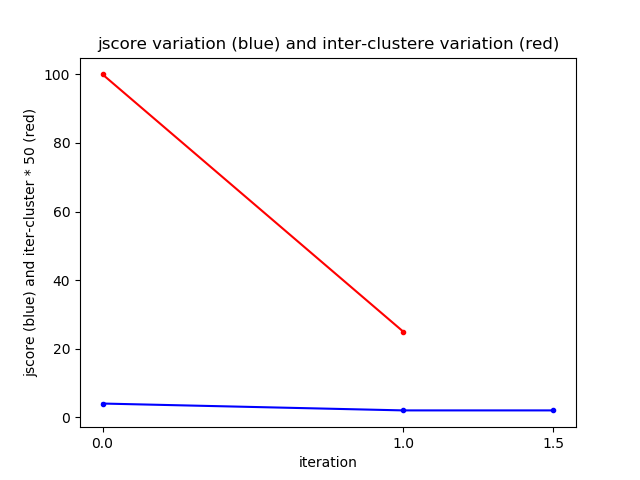 jscore variation (blue) and inter-clustere variation (red)
jscore (blue) and iter-cluster * 50 (red)
100
80
60
40
20
0
0.0 1.0 1.5
iteration